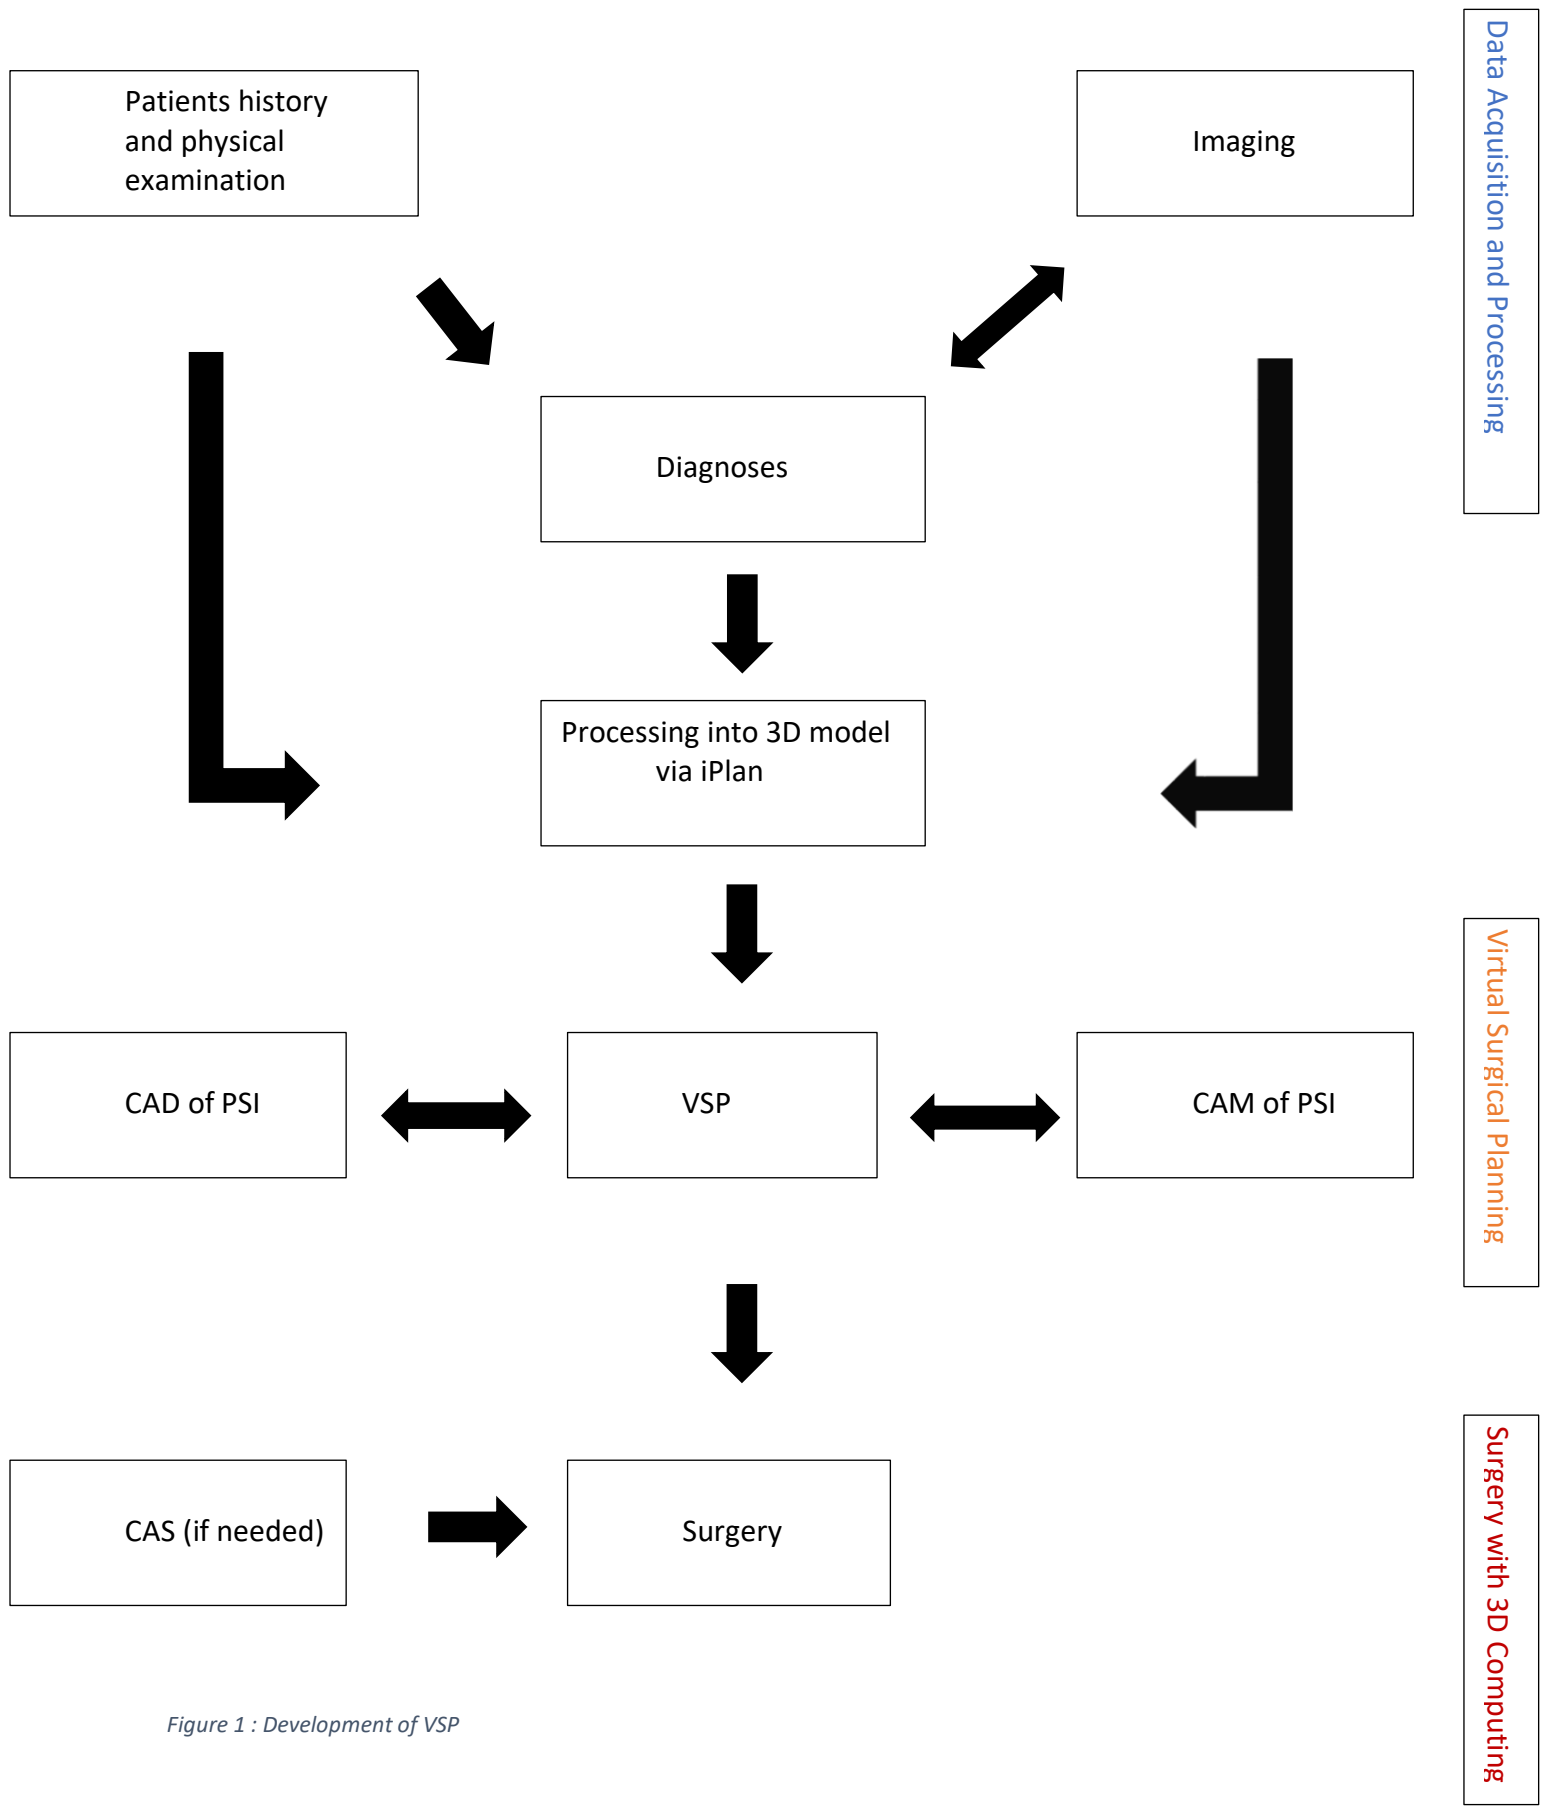 Patients history
and physical
examination
Imaging
Data Acquisition and Processing
Diagnoses
Processing into 3D model
via iPlan
Virtual Surgical Planning
CAD of PSI
VSP
CAM of PSI
CAS (if needed)
Surgery
Surgery with 3D Computing
Figure 1 : Development of VSP